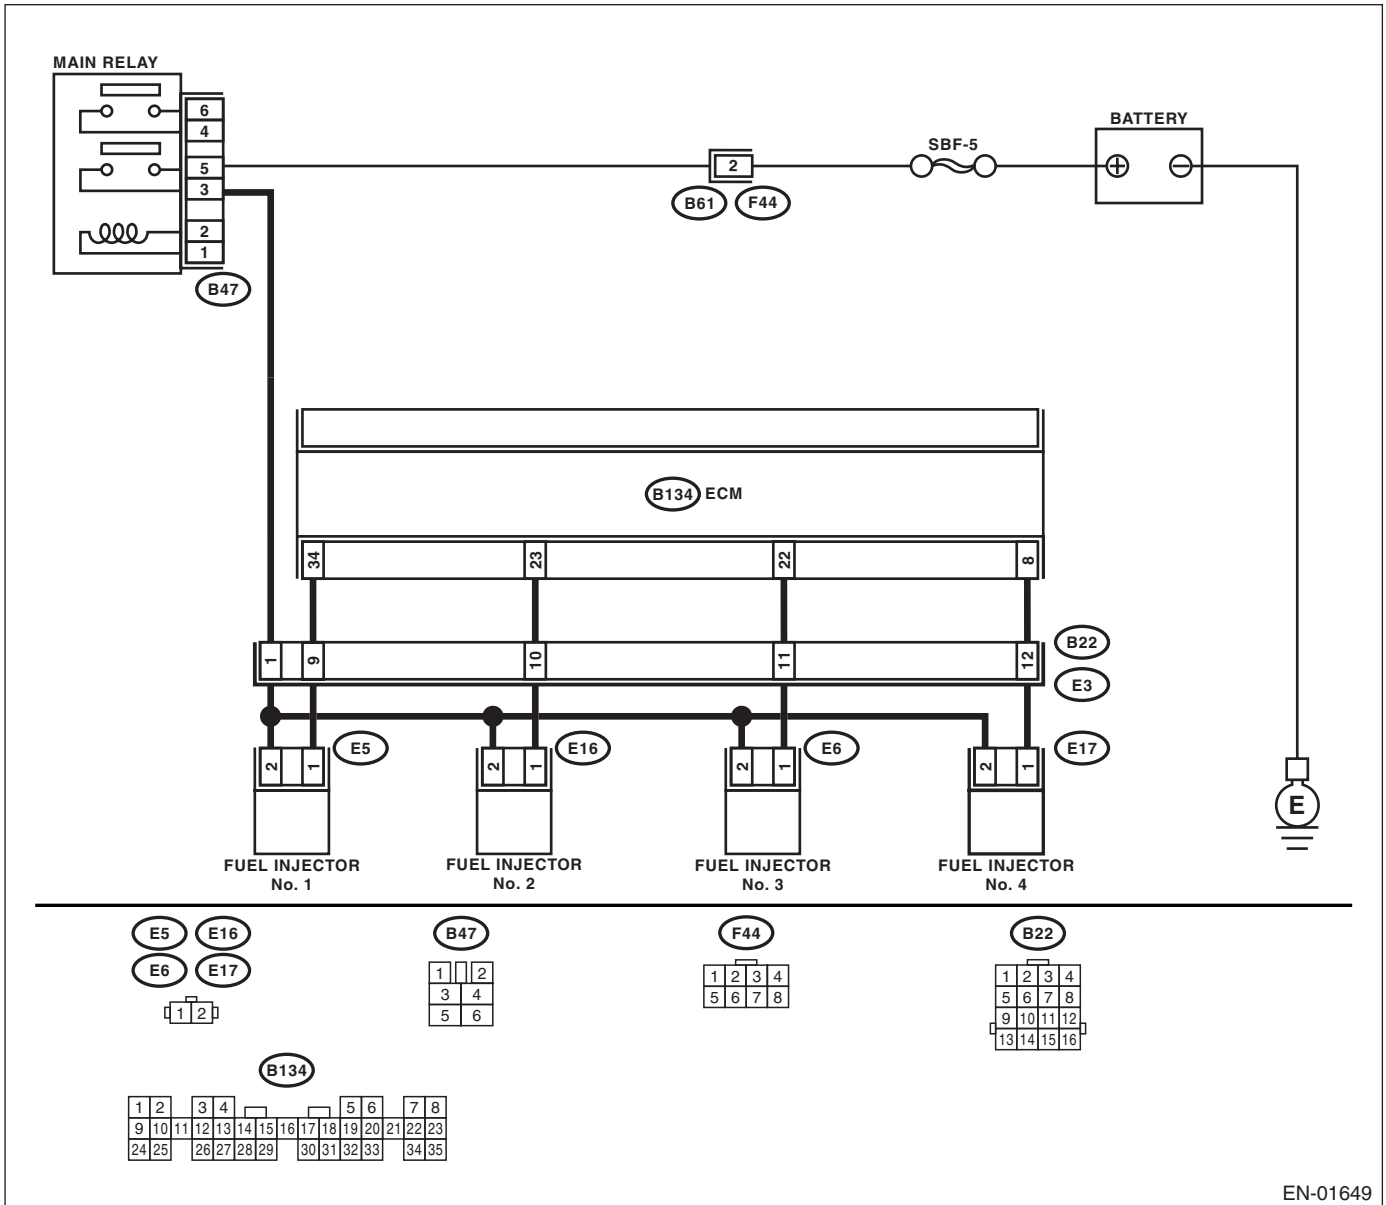 MAIN RELAY
6
4
5
3
2
1
B47
2
B61 F44
SBF-5
BATTERY
B134 ECM
34 23 22 8
1 9 10 11 12
B22
E3
E5 E16 E6 E17
2 1 2 1 2 1 2 1
FUEL INJECTOR
No. 1
FUEL INJECTOR
No. 2
FUEL INJECTOR
No. 3
FUEL INJECTOR
No. 4
E
E5 E16
E6 E17
1 2
B47
1 2
3 4
5 6
F44
1 2 3 4
5 6 7 8
B22
1 2 3 4
5 6 7 8
9 10 11 12
13 14 15 16
B134
1 2 3 4 5 6 7 8
9 10 11 12 13 14 15 16 17 18 19 20 21 22 23
24 25 26 27 28 29 30 31 32 33 34 35
EN-01649